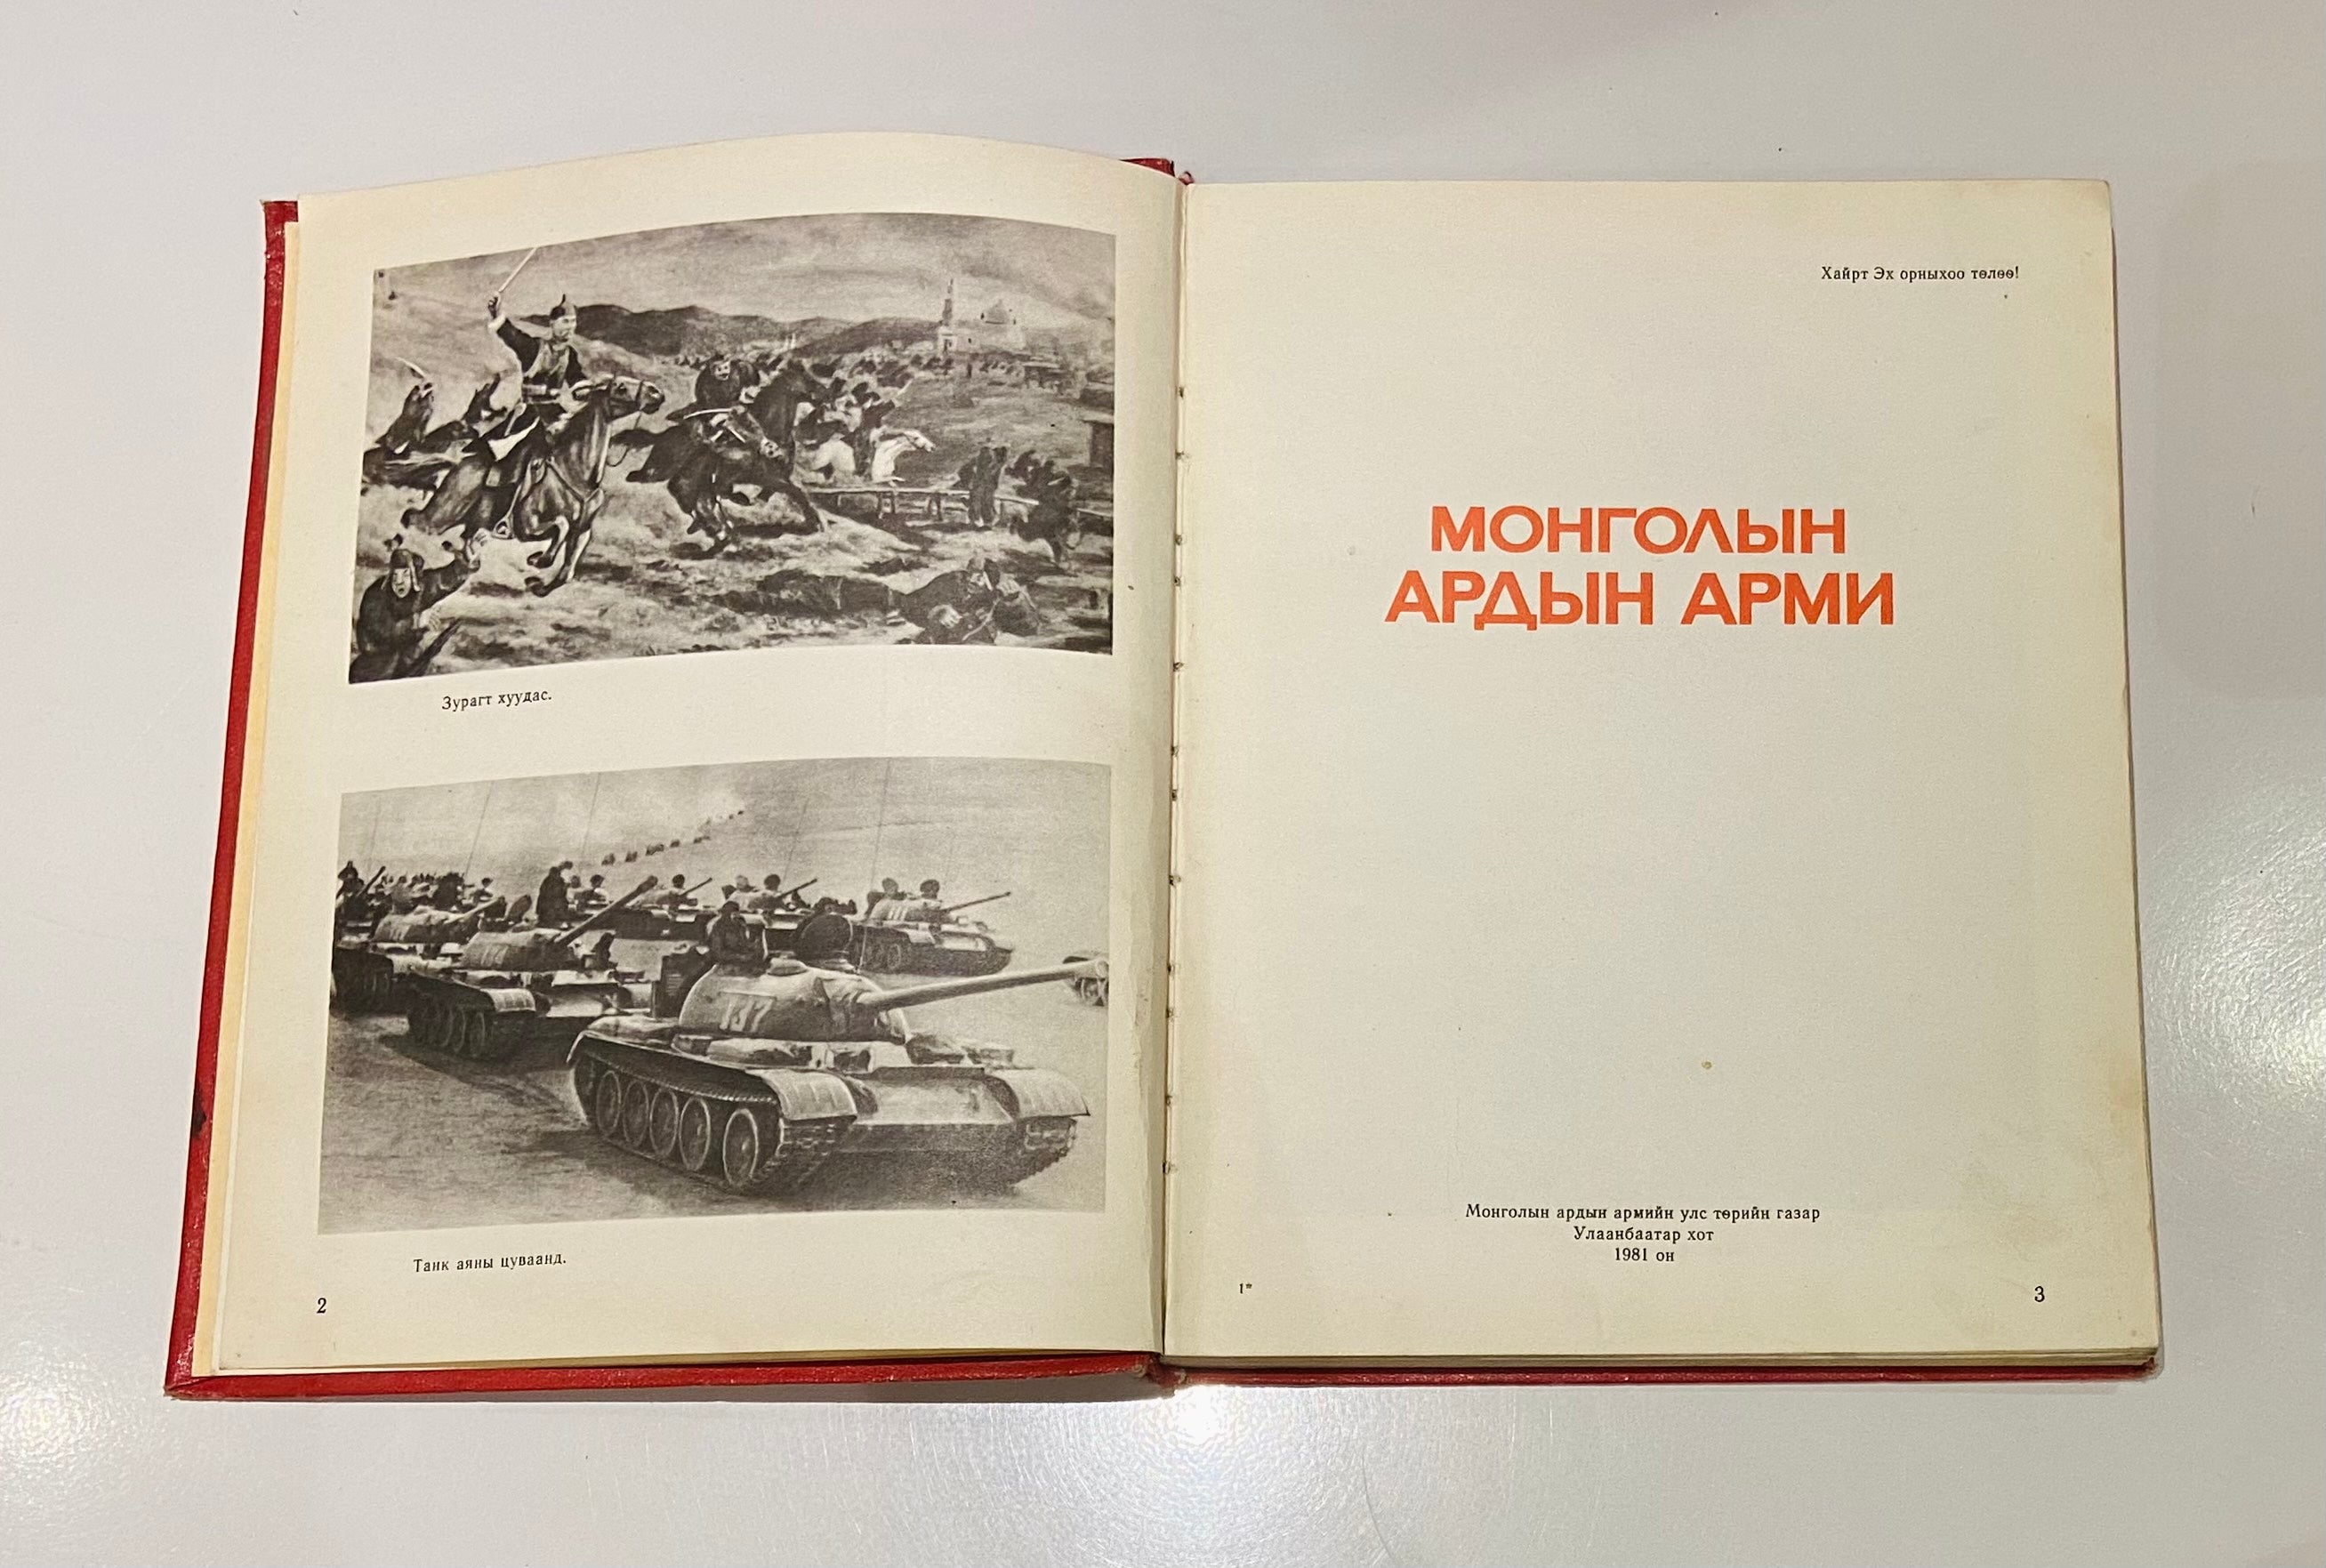 Зурагт хуудас.
137
Танк аяны цуваанд.
2
Хайрт Эх орныхоо төлөө!
МОНГОЛЫН
АРДЫН АРМИ
Монголын ардын армийн улс төрийн газар
Улаанбаатар хот
1981 он
1*
3